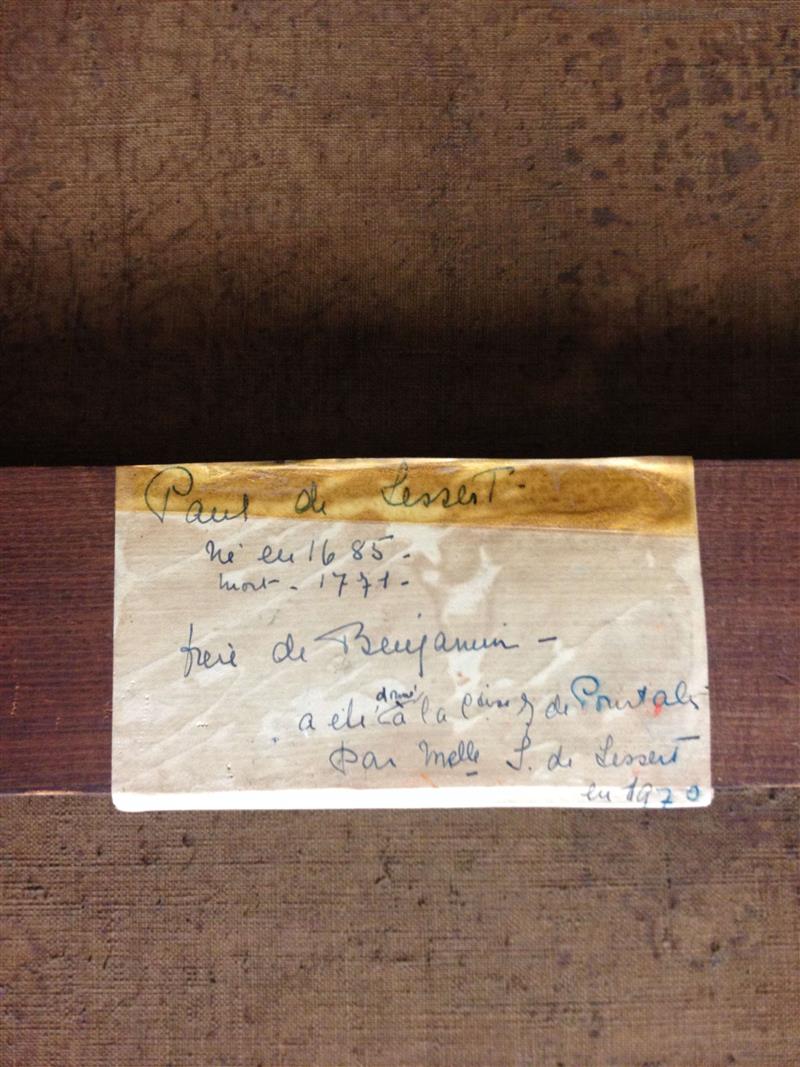 Paul de Lessert -
Né en 1685 -
mort - 1771 -
frère de Benjamin -
donné
a été à la de Pourtalès
par Melle S. de Lessert
en 1970